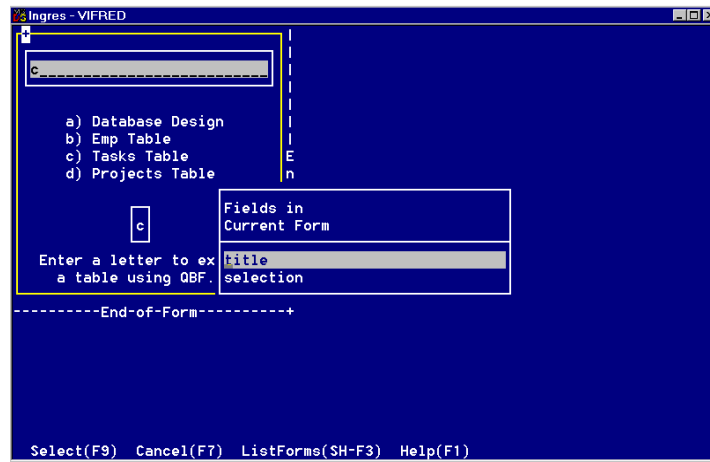 Ingres - VIFRED
c
a) Database Design
b) Emp Table
c) Tasks Table
d) Projects Table
E
n
c
Fields in
Current Form
Enter a letter to ex
a table using QBF.
title
selection
----------End-of-Form----------+
Select(F9) Cancel(F7) ListForms(SH-F3) Help(F1)